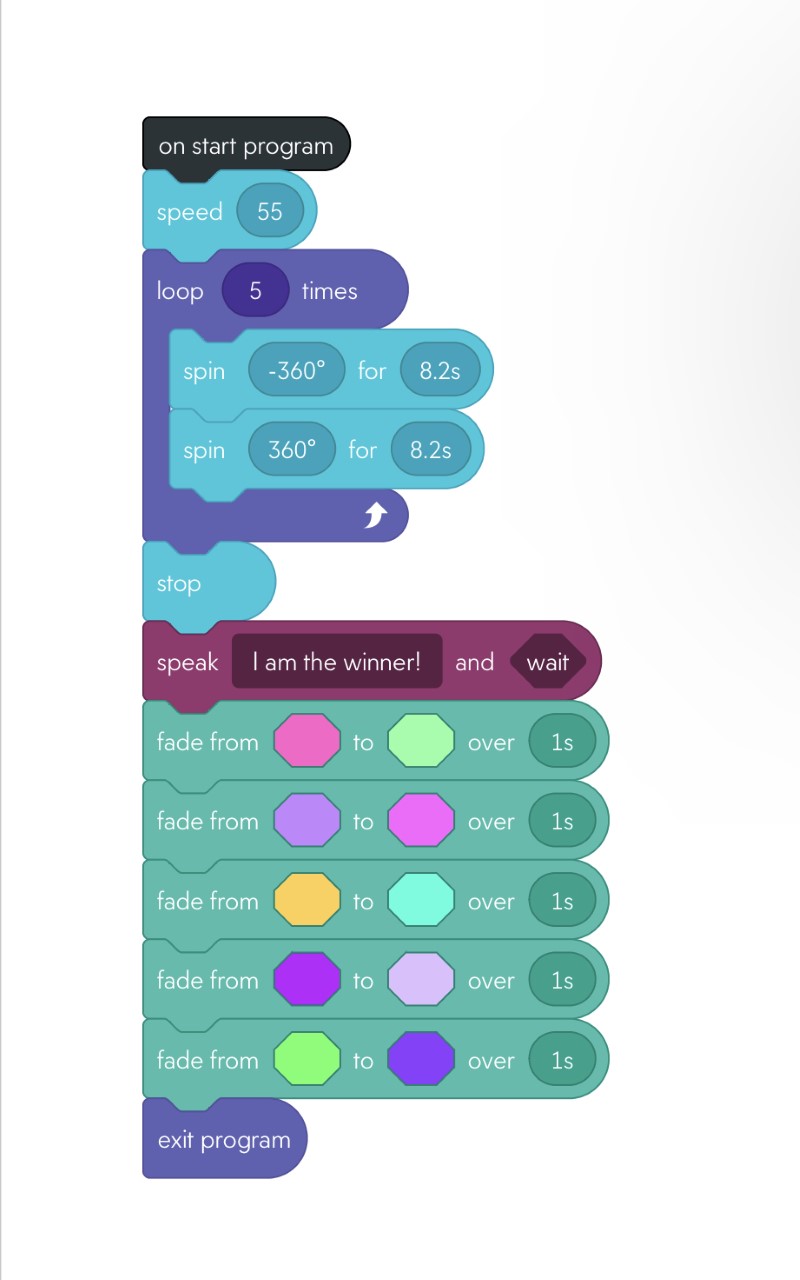 on start program
speed 55
loop 5 times
spin -360° for 8.2s
spin 360° for 8.2s
stop
speak I am the winner! and wait
fade from to over 1s
fade from to over 1s
fade from to over 1s
fade from to over 1s
fade from to over 1s
exit program